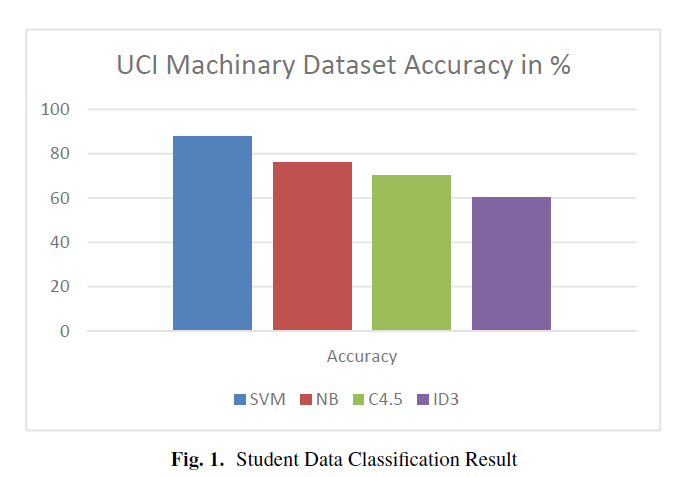 UCI Machinary Dataset Accuracy in %
100
80
60
40
20
0
Accuracy
SVM NB C4.5 ID3
Fig. 1. Student Data Classification Result